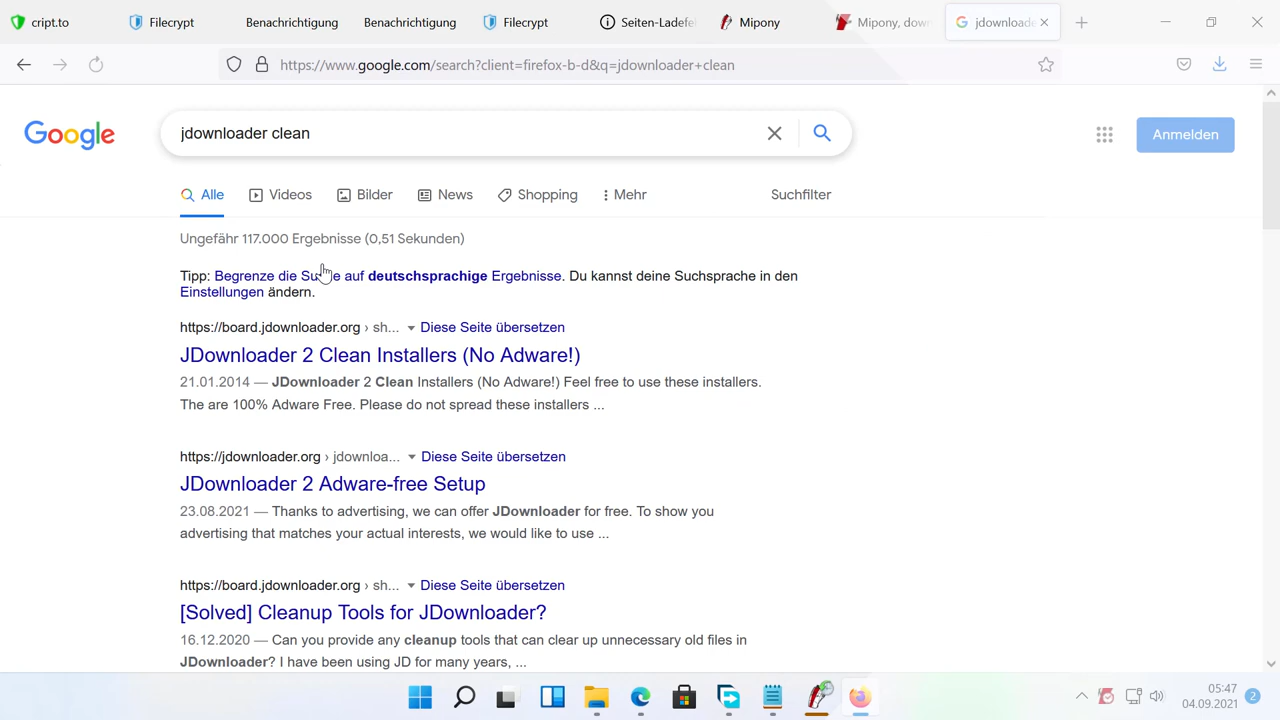 cript.to
Filecrypt
Benachrichtigung
Benachrichtigung
Filecrypt
Seiten-Ladefe
Mipony
Mipony, down
jdownloade
https://www.google.com/search?client=firefox-b-d&q=jdownloader+clean
Google
jdownloader clean
Anmelden
Alle
Videos
Bilder
News
Shopping
Mehr
Suchfilter
Ungefähr 117.000 Ergebnisse (0,51 Sekunden)
Tipp: Begrenze die Suche auf deutschsprachige Ergebnisse. Du kannst deine Suchsprache in den
Einstellungen ändern.
https://board.jdownloader.org › sh... Diese Seite übersetzen
JDownloader 2 Clean Installers (No Adware!)
21.01.2014 — JDownloader 2 Clean Installers (No Adware!) Feel free to use these installers.
The are 100% Adware Free. Please do not spread these installers ...
https://jdownloader.org › jdownloa... Diese Seite übersetzen
JDownloader 2 Adware-free Setup
23.08.2021 — Thanks to advertising, we can offer JDownloader for free. To show you
advertising that matches your actual interests, we would like to use ...
https://board.jdownloader.org › sh... Diese Seite übersetzen
[Solved] Cleanup Tools for JDownloader?
16.12.2020 — Can you provide any cleanup tools that can clear up unnecessary old files in
JDownloader? I have been using JD for many years, ...
05:47
04.09.2021
2